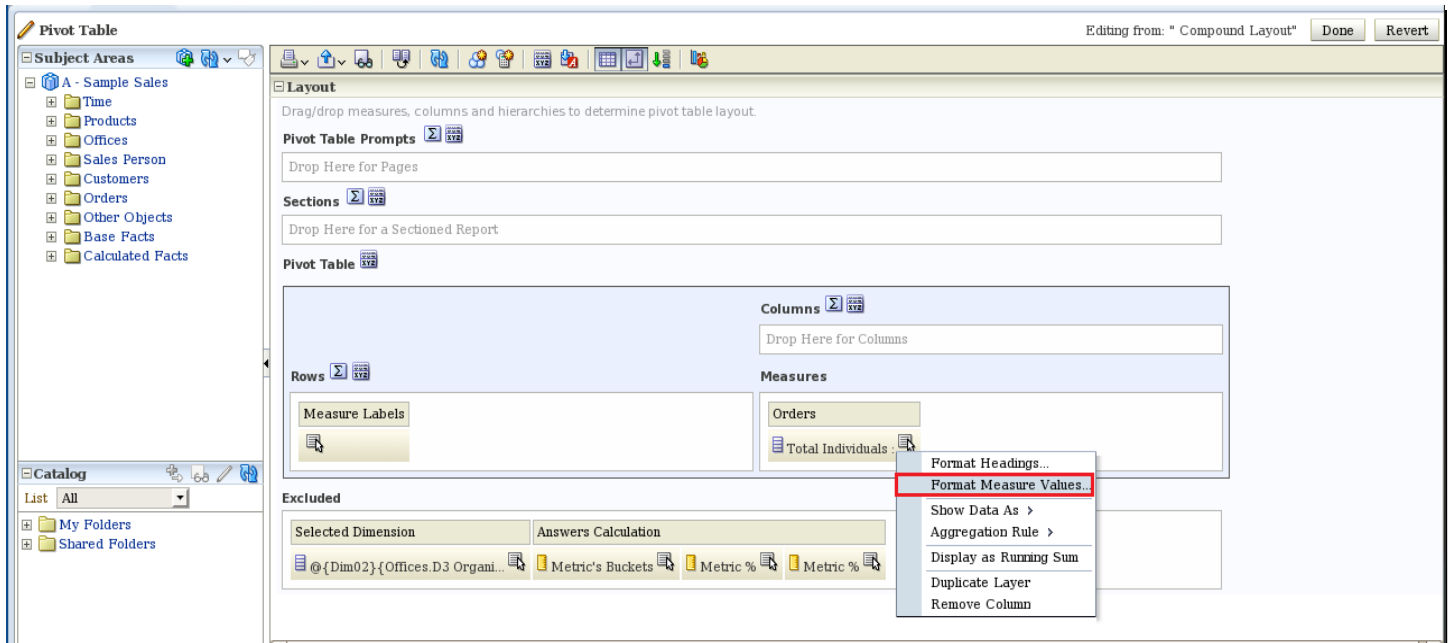 Pivot Table
Editing from: " Compound Layout" Done Revert
Subject Areas
A - Sample Sales
Time
Products
Offices
Sales Person
Customers
Orders
Other Objects
Base Facts
Calculated Facts
Catalog
List All
My Folders
Shared Folders
Layout
Drag/drop measures, columns and hierarchies to determine pivot table layout.
Pivot Table Prompts
Drop Here for Pages
Sections
Drop Here for a Sectioned Report
Pivot Table
Columns
Drop Here for Columns
Rows
Measures
Measure Labels
Orders
Total Individuals :
Format Headings...
Format Measure Values...
Show Data As >
Aggregation Rule >
Display as Running Sum
Duplicate Layer
Remove Column
Excluded
Selected Dimension Answers Calculation
@{Dim02}{Offices.D3 Organi... Metric's Buckets Metric % Metric %